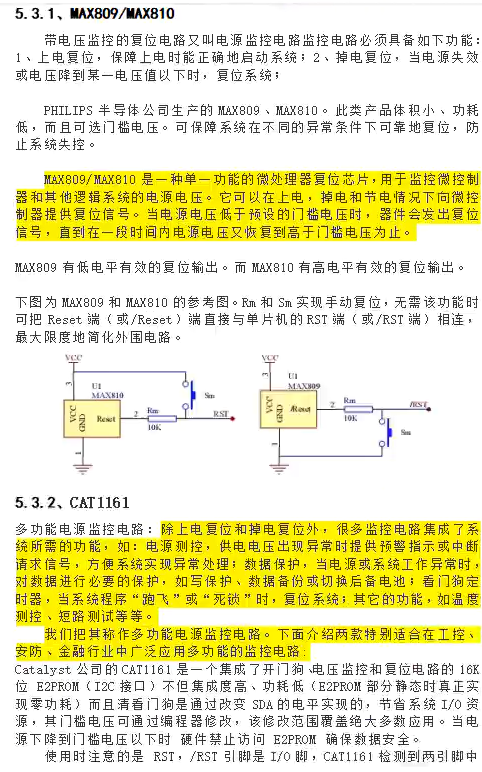 5.3.1、MAX809/MAX810
带电压监控的复位电路又叫电源监控电路监控电路必须具备如下功能：
1、上电复位，保障上电时能正确地启动系统；2、掉电复位，当电源失效
或电压降到某一电压值以下时，复位系统；
PHILIPS 半导体公司生产的 MAX809、MAX810。此类产品体积小、功耗
低，而且可选门槛电压。可保障系统在不同的异常条件下可靠地复位，防
止系统失控。
MAX809/MAX810 是一种单一功能的微处理器复位芯片，用于监控微控制
器和其他逻辑系统的电源电压。它可以在上电，掉电和节电情况下向微控
制器提供复位信号。当电源电压低于预设的门槛电压时，器件会发出复位
信号，直到在一段时间内电源电压又恢复到高于门槛电压为止。
MAX809 有低电平有效的复位输出。而 MAX810 有高电平有效的复位输出。
下图为 MAX809 和 MAX810 的参考图。Rm 和 Sm 实现手动复位，无需该功能时
可把 Reset 端（或/Reset）端直接与单片机的 RST 端（或/RST 端）相连，
最大限度地简化外围电路。
VCC
3
U1
MAX810
VCC
GND
Reset
2
Rm
10K
Sm
RST
1
VCC
3
U1
MAX809
VCC
GND
/Reset
2
Rm
10K
/RST
Sm
1
5.3.2、CAT1161
多功能电源监控电路：除上电复位和掉电复位外，很多监控电路集成了系
统所需的功能，如：电源测控，供电电压出现异常时提供预警指示或中断
请求信号，方便系统实现异常处理；数据保护，当电源或系统工作异常时，
对数据进行必要的保护，如写保护、数据备份或切换后备电池；看门狗定
时器，当系统程序“跑飞”或“死锁”时，复位系统；其它的功能，如温度
测控、短路测试等等。
我们把其称作多功能电源监控电路。下面介绍两款特别适合在工控、
安防、金融行业中广泛应用多功能的监控电路：
Catalyst 公司的 CAT1161 是一个集成了开门狗、电压监控和复位电路的 16K
位 E2PROM（I2C 接口）不但集成度高、功耗低（E2PROM 部分静态时真正实
现零功耗）而且清看门狗是通过改变 SDA 的电平实现的，节省系统 I/O 资
源，其门槛电压可通过编程器修改，该修改范围覆盖绝大多数应用。当电
源下降到门槛电压以下时 硬件禁止访问 E2PROM 确保数据安全。
使用时注意的是 RST，/RST 引脚是 I/O 脚，CAT1161 检测到两引脚中